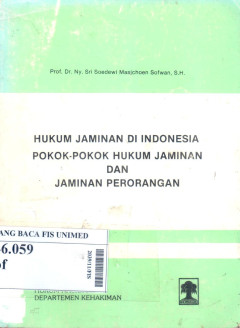 Prof. Dr. Ny. Sri Soedewi Masjchoen Sofwan, S.H.
HUKUM JAMINAN DI INDONESIA
POKOK-POKOK HUKUM JAMINAN
DAN
JAMINAN PERORANGAN
ANG BACA FIS UNIMED
6.059
of
DEPARTEMEN KEHAKIMAN